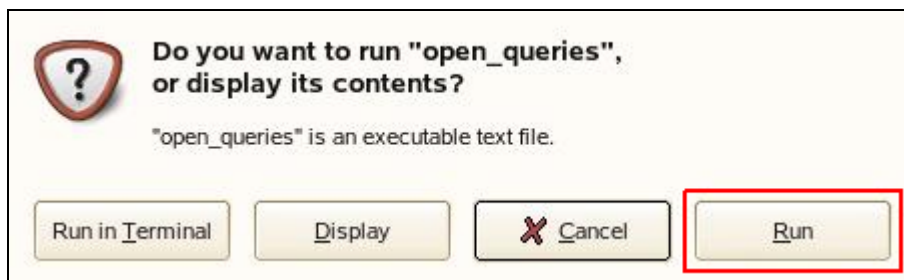 Do you want to run "open_queries",
or display its contents?
"open_queries" is an executable text file.
Run in Terminal
Display
Cancel
Run